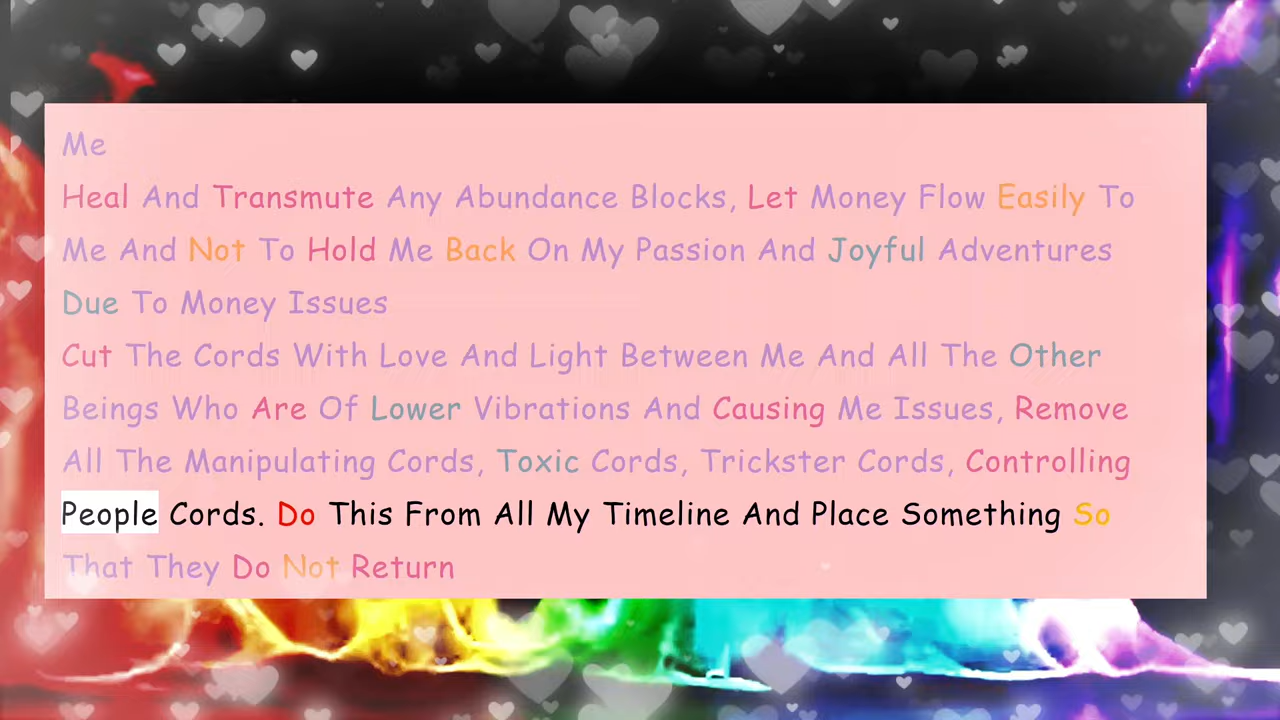 Me
Heal And Transmute Any Abundance Blocks, Let Money Flow Easily To
Me And Not To Hold Me Back On My Passion And Joyful Adventures
Due To Money Issues
Cut The Cords With Love And Light Between Me And All The Other
Beings Who Are Of Lower Vibrations And Causing Me Issues, Remove
All The Manipulating Cords, Toxic Cords, Trickster Cords, Controlling
People Cords. Do This From All My Timeline And Place Something So
That They Do Not Return